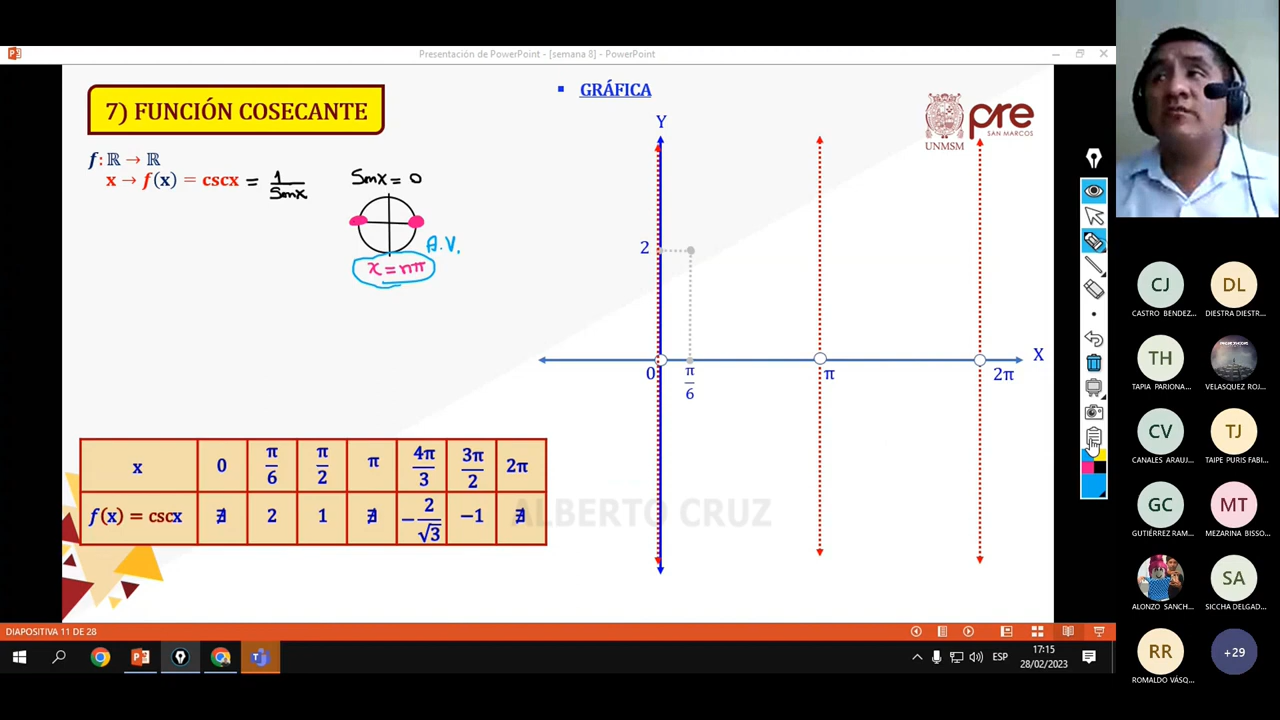 Presentación de PowerPoint - [semana 8] - PowerPoint
7) FUNCIÓN COSECANTE
f: ℝ → ℝ
x → f(x) = cscx = 1/Senx
Senx = 0
A.V.
x = nπ
GRÁFICA
Y
2
0
π/6
π
2π
X
UNMSM
pre
SAN MARCOS
x 0 π/6 π/2 π 4π/3 3π/2 2π
f(x) = cscx ∄ 2 1 ∄ −2/√3 −1 ∄
ALBERTO CRUZ
DIAPOSITIVA 11 DE 28
ESP
17:15
28/02/2023
CJ
CASTRO BENDEZ...
DL
DIESTRA DIESTR...
TH
TAPIA PARIONA...
VELASQUEZ ROJ...
CV
CANALES ARAUJ...
TJ
TAIPE PURIS FAB...
GC
GUTIÉRREZ RAM...
MT
MEZARINA BISSO...
ALONZO SANCH...
SA
SICCHA DELGAD...
RR
ROMALDO VÁSQ...
+29